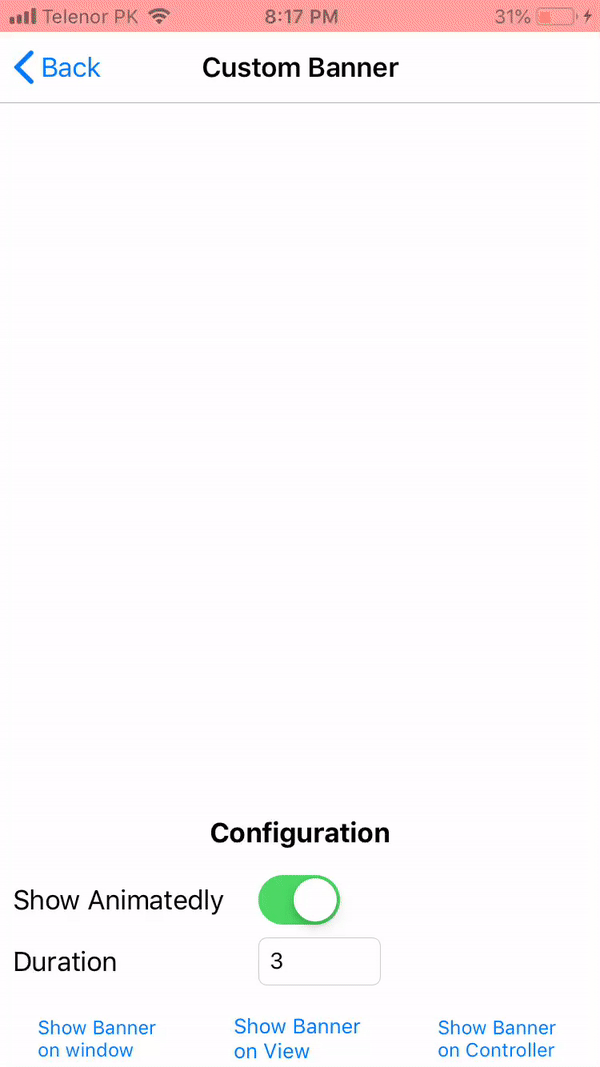 Telenor PK 8:17 PM 31%
Back Custom Banner
Configuration
Show Animatedly
Duration 3
Show Banner on window
Show Banner on View
Show Banner on Controller